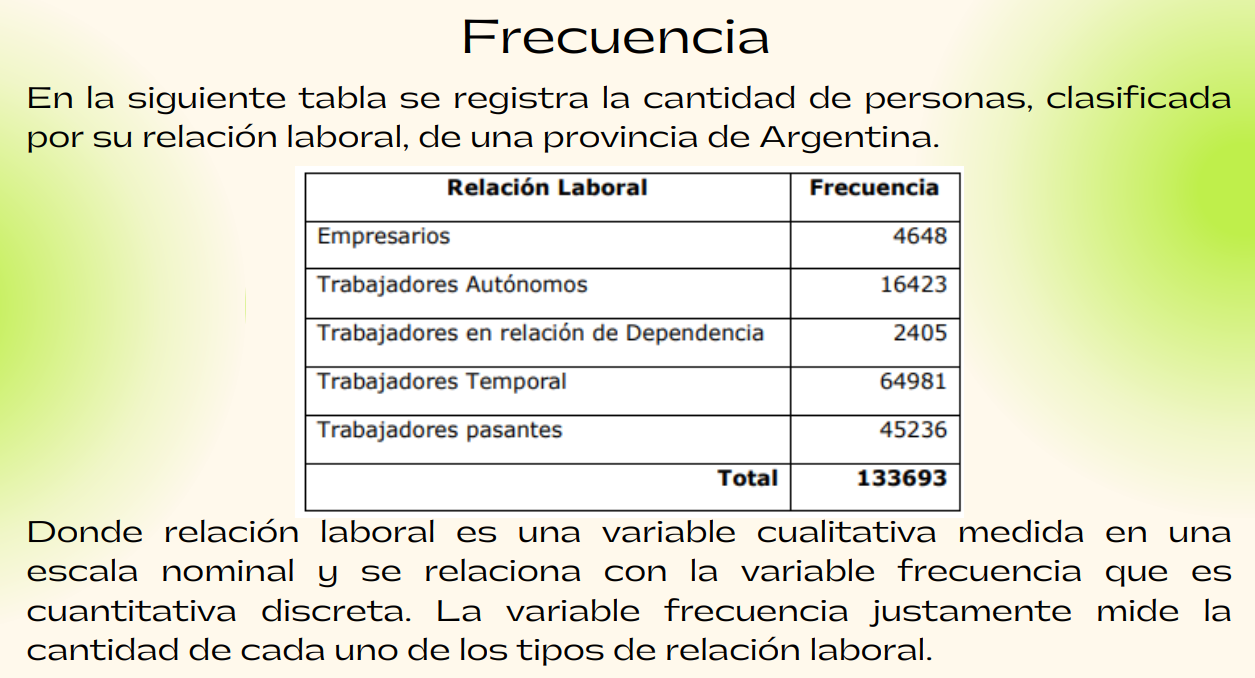 Frecuencia
En la siguiente tabla se registra la cantidad de personas, clasificada
por su relación laboral, de una provincia de Argentina.
Relación Laboral Frecuencia
Empresarios 4648
Trabajadores Autónomos 16423
Trabajadores en relación de Dependencia 2405
Trabajadores Temporal 64981
Trabajadores pasantes 45236
Total 133693
Donde relación laboral es una variable cualitativa medida en una
escala nominal y se relaciona con la variable frecuencia que es
cuantitativa discreta. La variable frecuencia justamente mide la
cantidad de cada uno de los tipos de relación laboral.